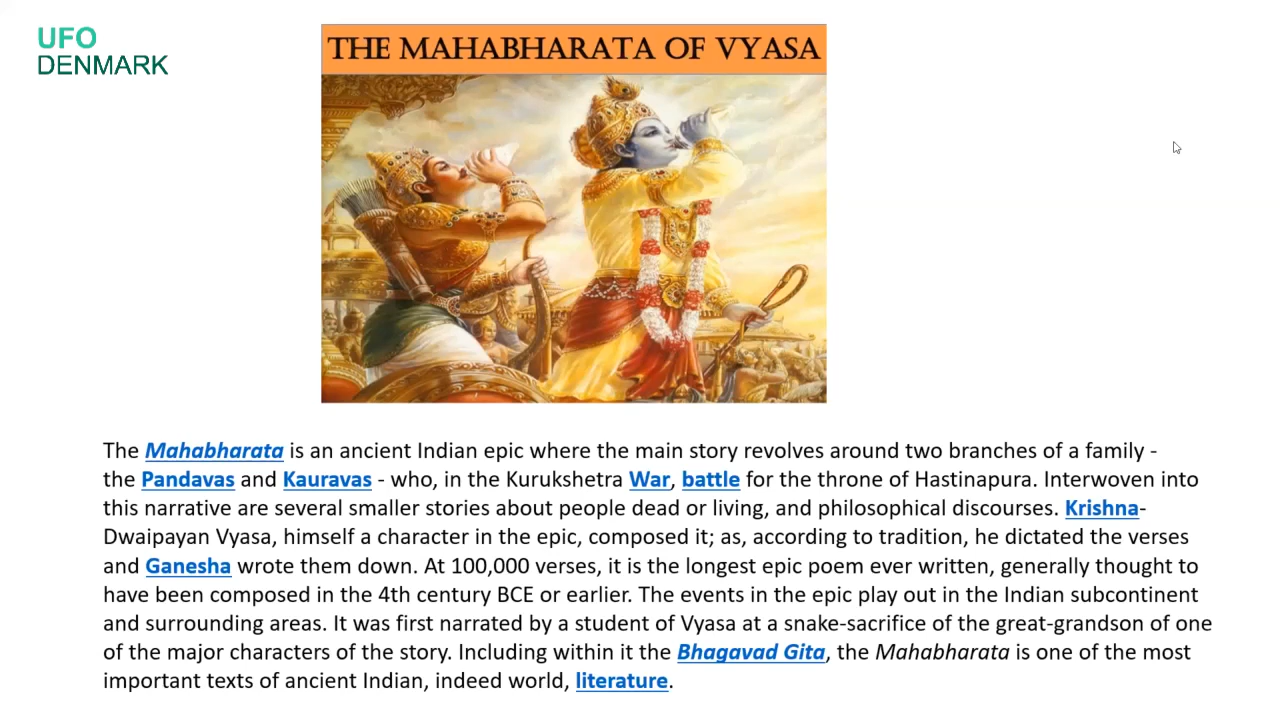 UFO
DENMARK
THE MAHABHARATA OF VYASA
The Mahabharata is an ancient Indian epic where the main story revolves around two branches of a family -
the Pandavas and Kauravas - who, in the Kurukshetra War, battle for the throne of Hastinapura. Interwoven into
this narrative are several smaller stories about people dead or living, and philosophical discourses. Krishna-
Dwaipayan Vyasa, himself a character in the epic, composed it; as, according to tradition, he dictated the verses
and Ganesha wrote them down. At 100,000 verses, it is the longest epic poem ever written, generally thought to
have been composed in the 4th century BCE or earlier. The events in the epic play out in the Indian subcontinent
and surrounding areas. It was first narrated by a student of Vyasa at a snake-sacrifice of the great-grandson of one
of the major characters of the story. Including within it the Bhagavad Gita, the Mahabharata is one of the most
important texts of ancient Indian, indeed world, literature.